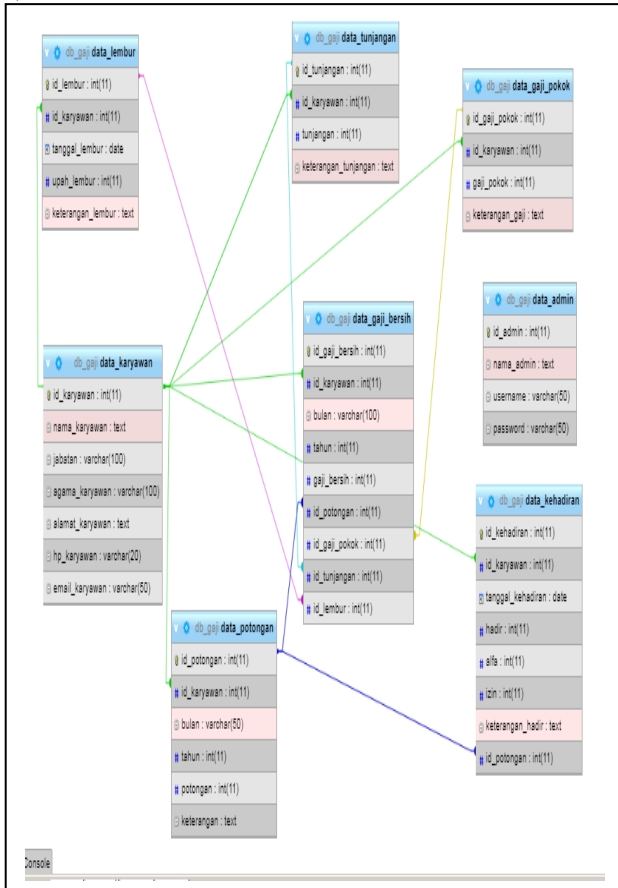 db_gaji data_lembur
id_lembur : int(11)
id_karyawan : int(11)
tanggal_lembur : date
upah_lembur : int(11)
keterangan_lembur : text
db_gaji data_tunjangan
id_tunjangan : int(11)
id_karyawan : int(11)
tunjangan : int(11)
keterangan_tunjangan : text
db_gaji data_gaji_pokok
id_gaji_pokok : int(11)
id_karyawan : int(11)
gaji_pokok : int(11)
keterangan_gaji : text
db_gaji data_karyawan
id_karyawan : int(11)
nama_karyawan : text
jabatan : varchar(100)
agama_karyawan : varchar(100)
alamat_karyawan : text
hp_karyawan : varchar(20)
email_karyawan : varchar(50)
db_gaji data_gaji_bersih
id_gaji_bersih : int(11)
id_karyawan : int(11)
bulan : varchar(100)
tahun : int(11)
gaji_bersih : int(11)
id_potongan : int(11)
id_gaji_pokok : int(11)
id_tunjangan : int(11)
id_lembur : int(11)
db_gaji data_admin
id_admin : int(11)
nama_admin : text
username : varchar(50)
password : varchar(50)
db_gaji data_kehadiran
id_kehadiran : int(11)
id_karyawan : int(11)
tanggal_kehadiran : date
hadir : int(11)
alfa : int(11)
izin : int(11)
keterangan_hadir : text
id_potongan : int(11)
db_gaji data_potongan
id_potongan : int(11)
id_karyawan : int(11)
bulan : varchar(50)
tahun : int(11)
potongan : int(11)
keterangan : text
Console